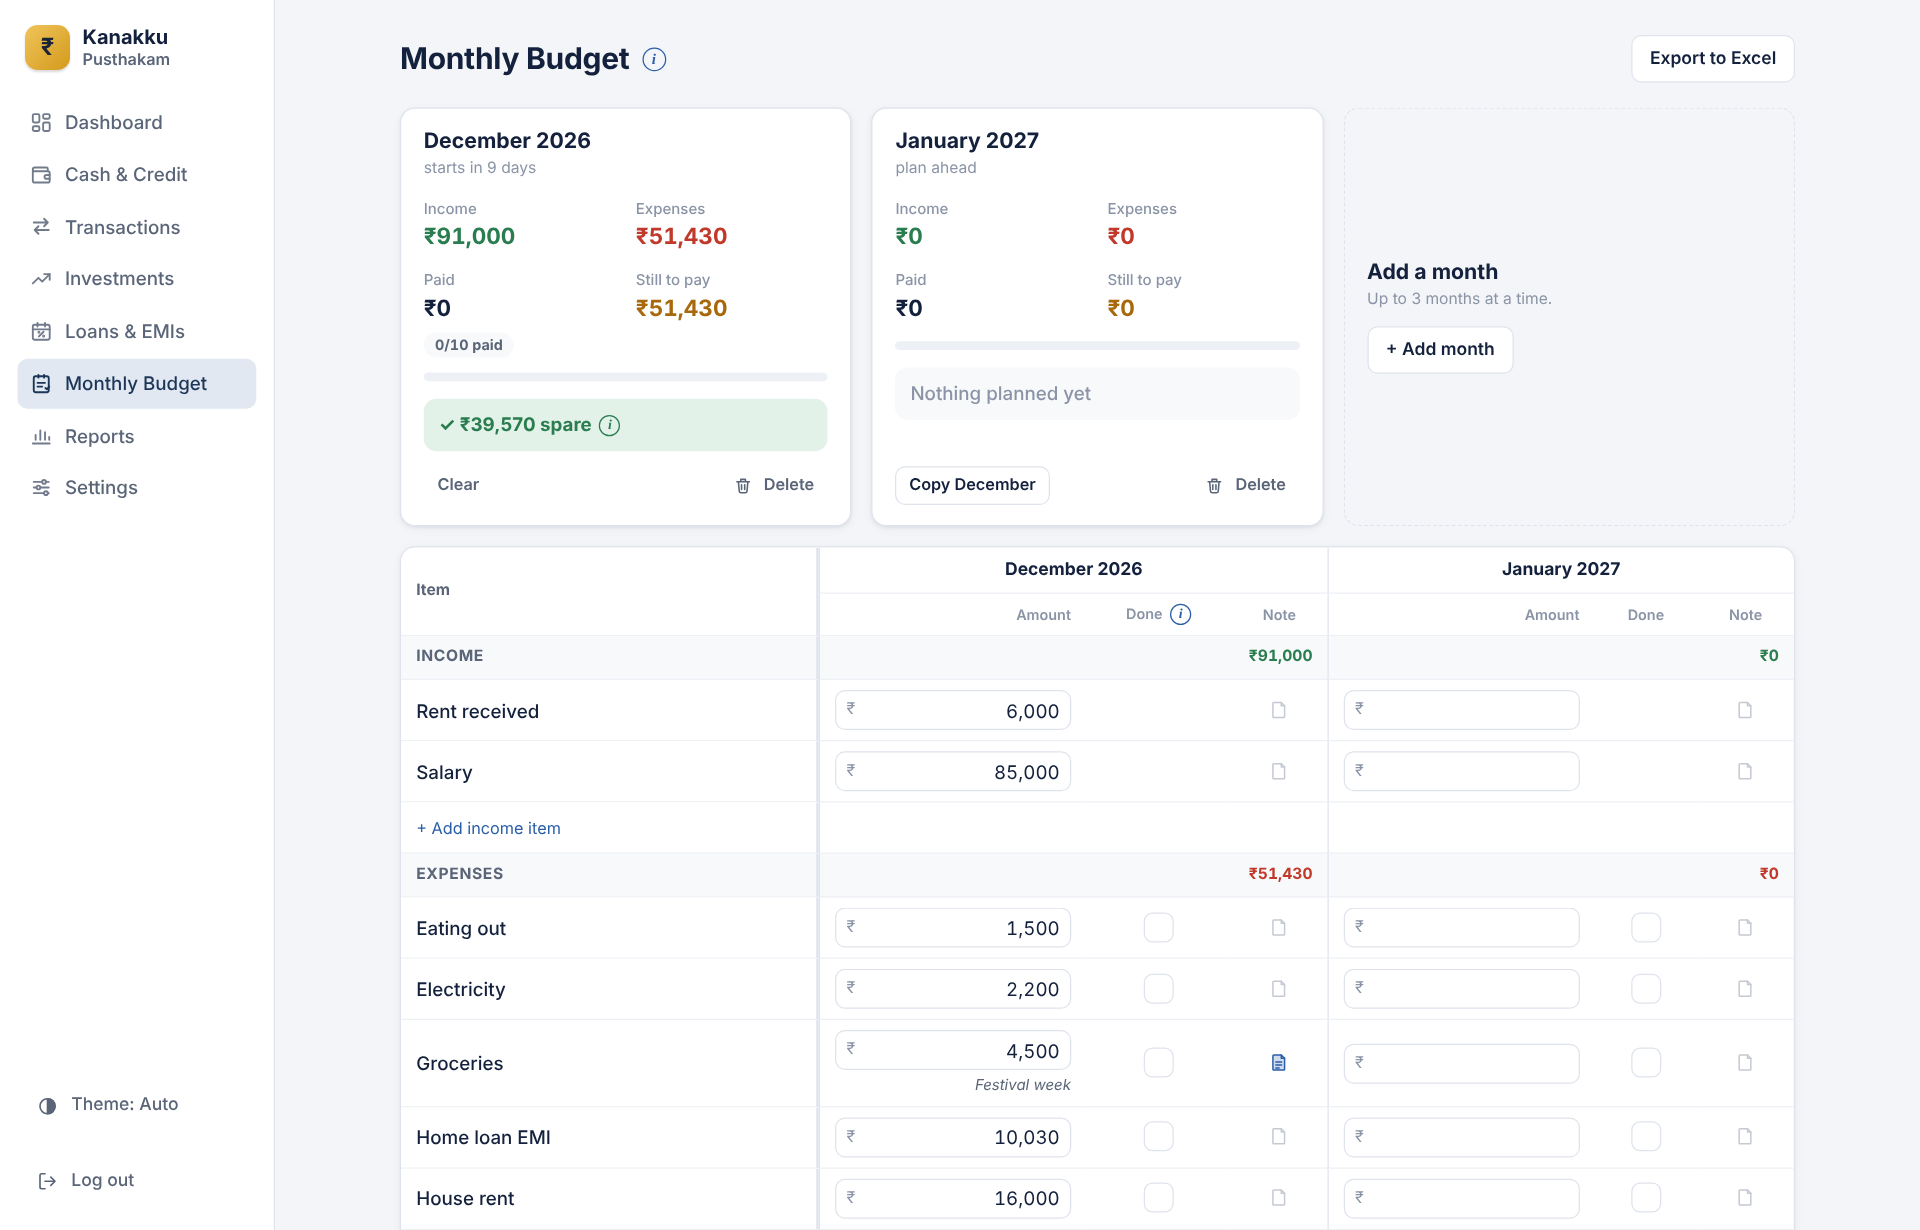 ₹
Kanakku
Pusthakam
Dashboard
Cash & Credit
Transactions
Investments
Loans & EMIs
Monthly Budget
Reports
Settings
Theme: Auto
Log out
Monthly Budget i
Export to Excel
December 2026
starts in 9 days
Income Expenses
₹91,000 ₹51,430
Paid Still to pay
₹0 ₹51,430
0/10 paid
✓ ₹39,570 spare i
Clear Delete
January 2027
plan ahead
Income Expenses
₹0 ₹0
Paid Still to pay
₹0 ₹0
Nothing planned yet
Copy December Delete
Add a month
Up to 3 months at a time.
+ Add month
Item December 2026 January 2027
Amount Done i Note Amount Done Note
INCOME ₹91,000 ₹0
Rent received ₹ 6,000 ₹
Salary ₹ 85,000 ₹
+ Add income item
EXPENSES ₹51,430 ₹0
Eating out ₹ 1,500 ₹
Electricity ₹ 2,200 ₹
Groceries ₹ 4,500 ₹
Festival week
Home loan EMI ₹ 10,030 ₹
House rent ₹ 16,000 ₹